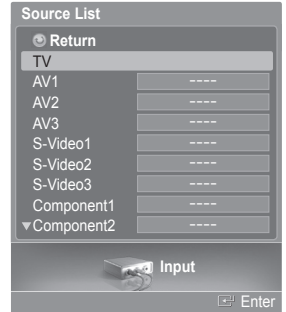 Source List
Return
TV
AV1 ----
AV2 ----
AV3 ----
S-Video1 ----
S-Video2 ----
S-Video3 ----
Component1 ----
▼Component2 ----
Input
Enter